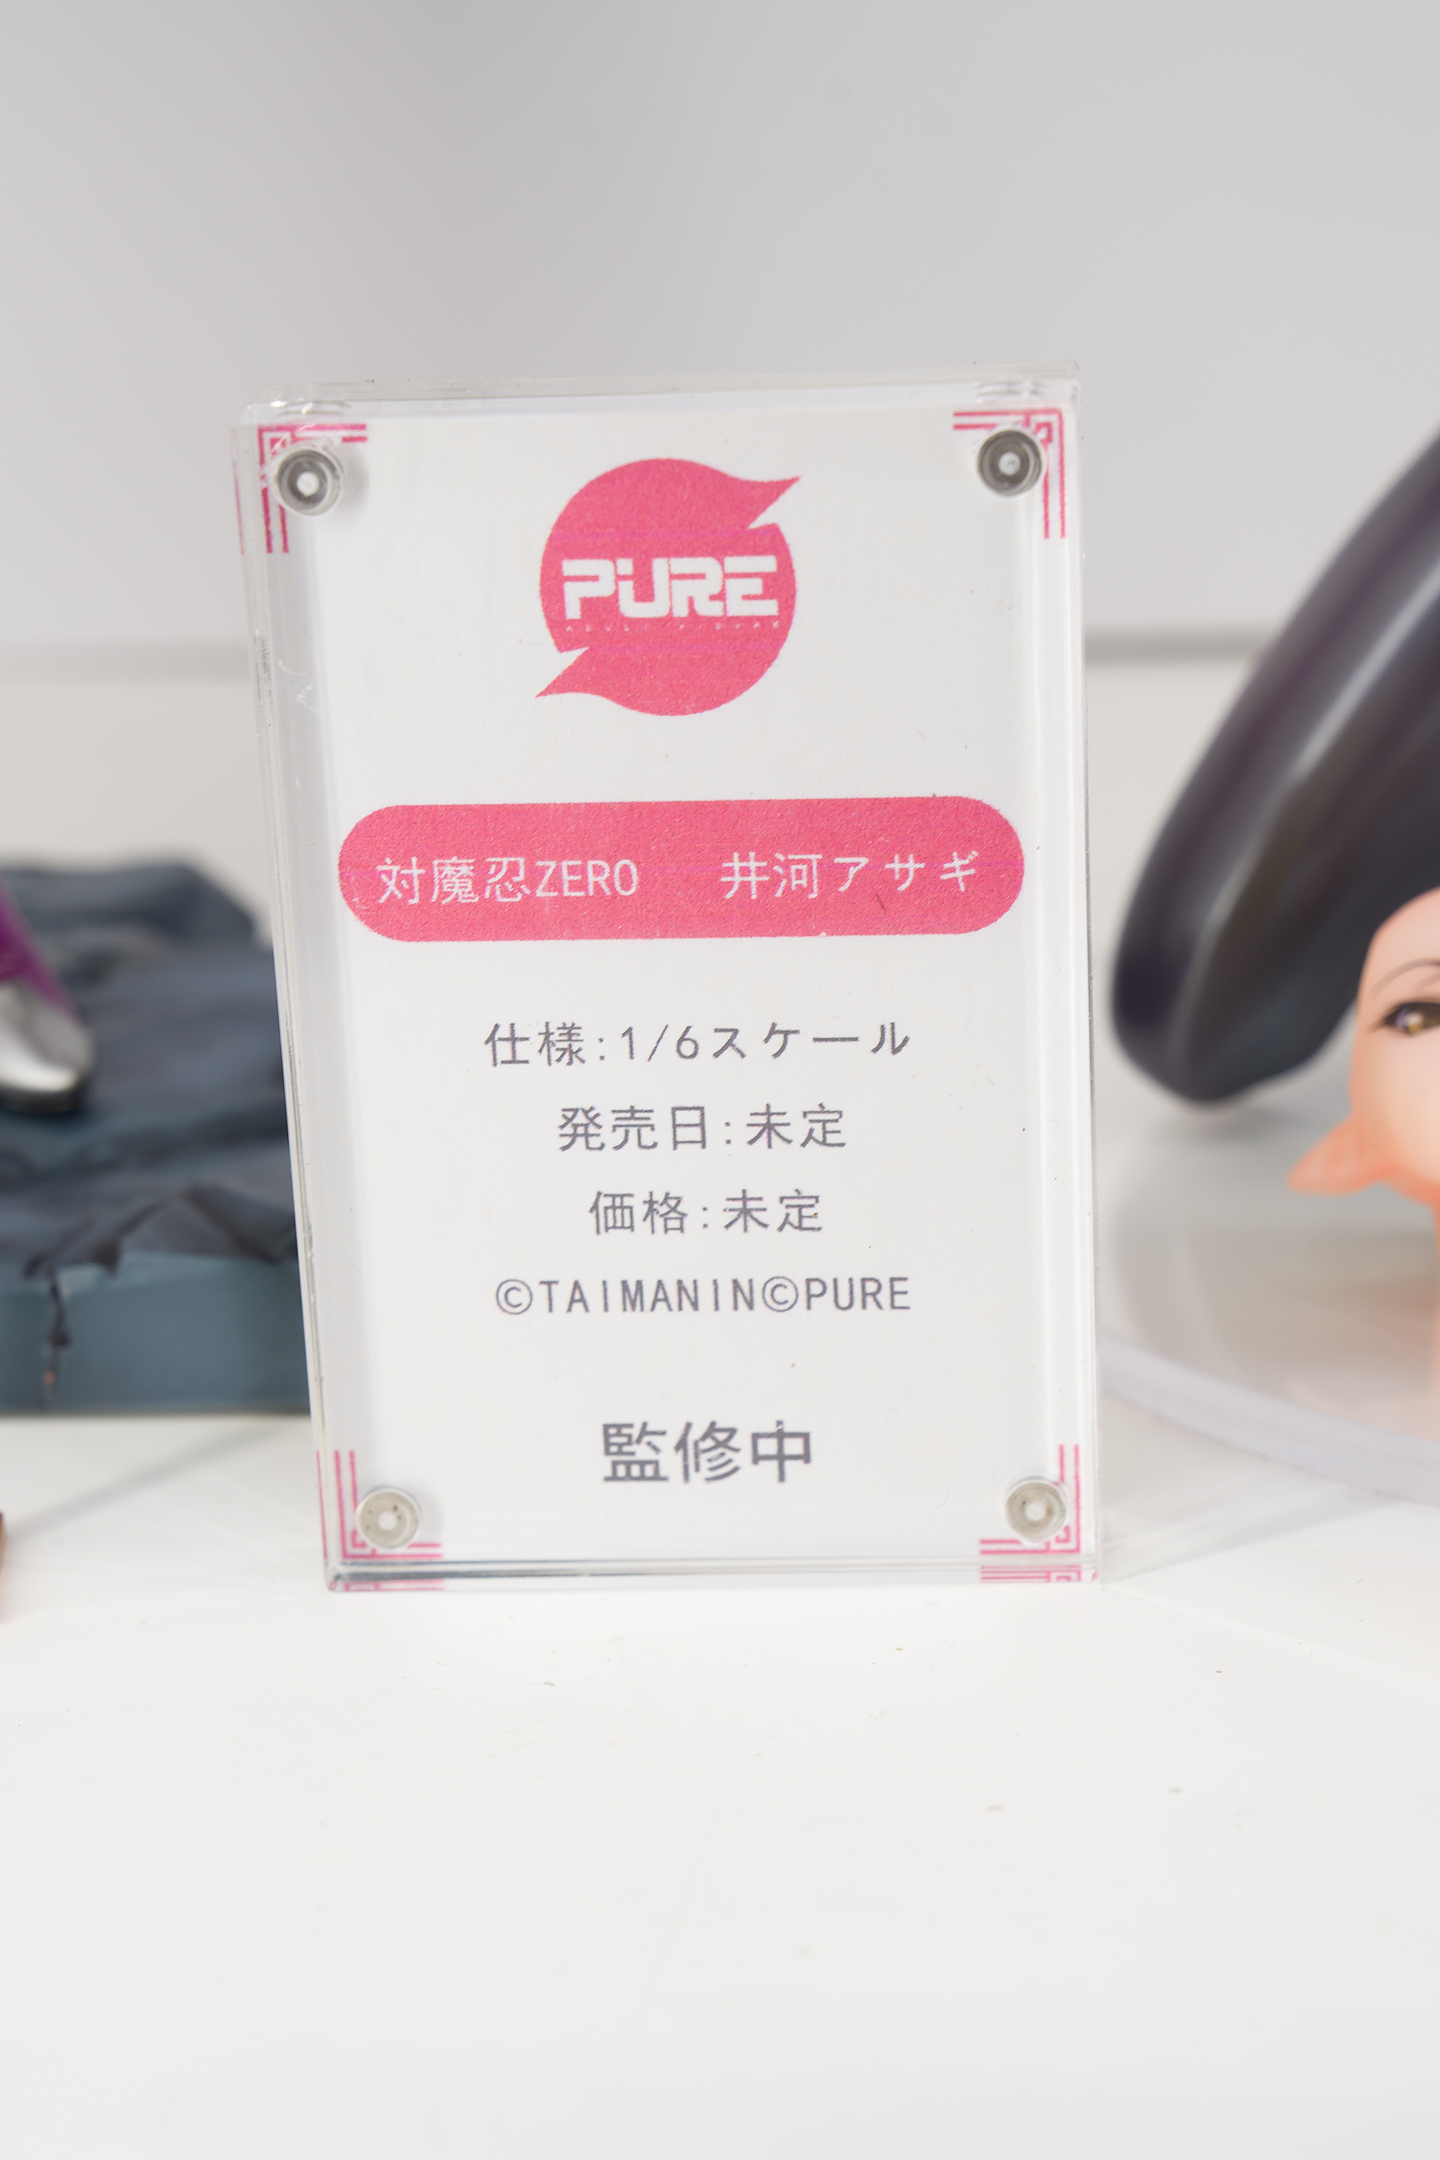 PURE
対魔忍ZERO 井河アサギ
仕様:1/6スケール
発売日:未定
価格:未定
©TAIMANIN©PURE
監修中